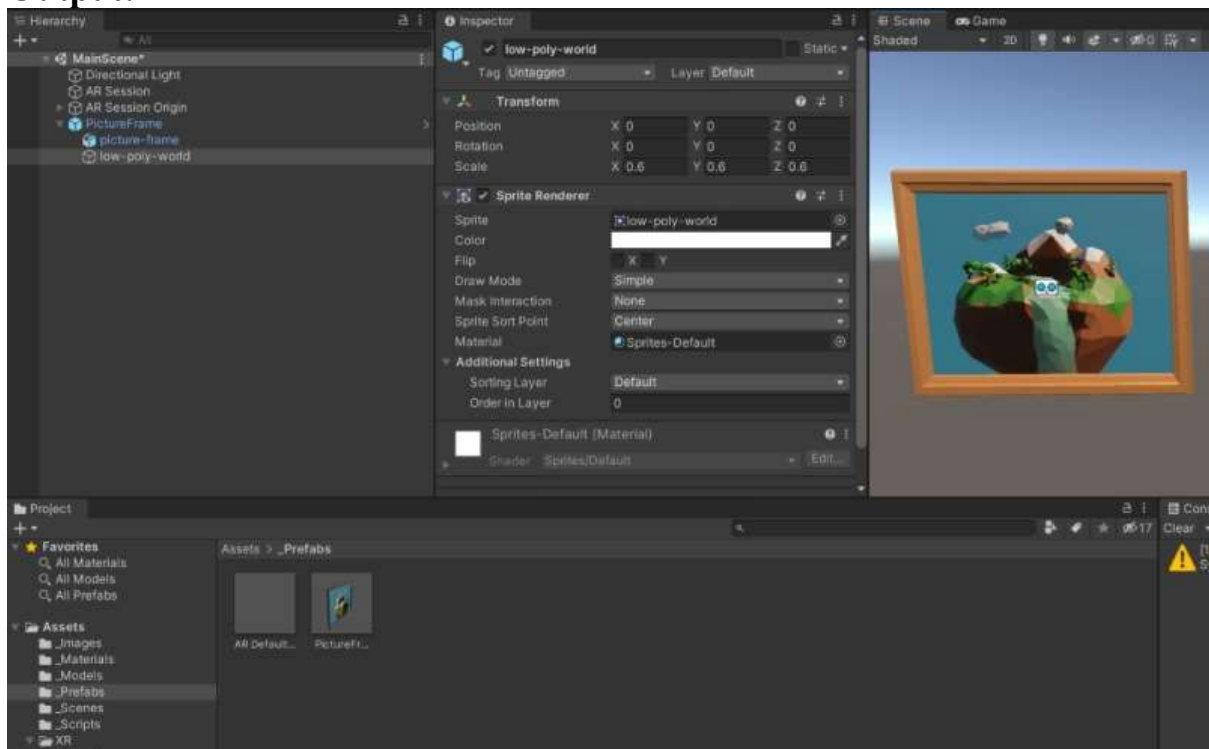 Hierarchy
All
MainScene*
Directional Light
AR Session
AR Session Origin
PictureFrame
picture-frame
low-poly-world
Inspector
low-poly-world
Static
Tag Untagged Layer Default
Transform
Position X 0 Y 0 Z 0
Rotation X 0 Y 0 Z 0
Scale X 0.6 Y 0.6 Z 0.6
Sprite Renderer
Sprite low-poly-world
Color
Flip X Y
Draw Mode Simple
Mask Interaction None
Sprite Sort Point Center
Material Sprites-Default
Additional Settings
Sorting Layer Default
Order in Layer 0
Sprites-Default (Material)
Shader Sprites/Default Edit...
Scene Game
Shaded 2D 0
Project
17
Favorites
All Materials
All Models
All Prefabs
Assets
_Images
_Materials
_Models
_Prefabs
_Scenes
_Scripts
XR
Assets > _Prefabs
AR Default... PictureFr...
Cons
Clear